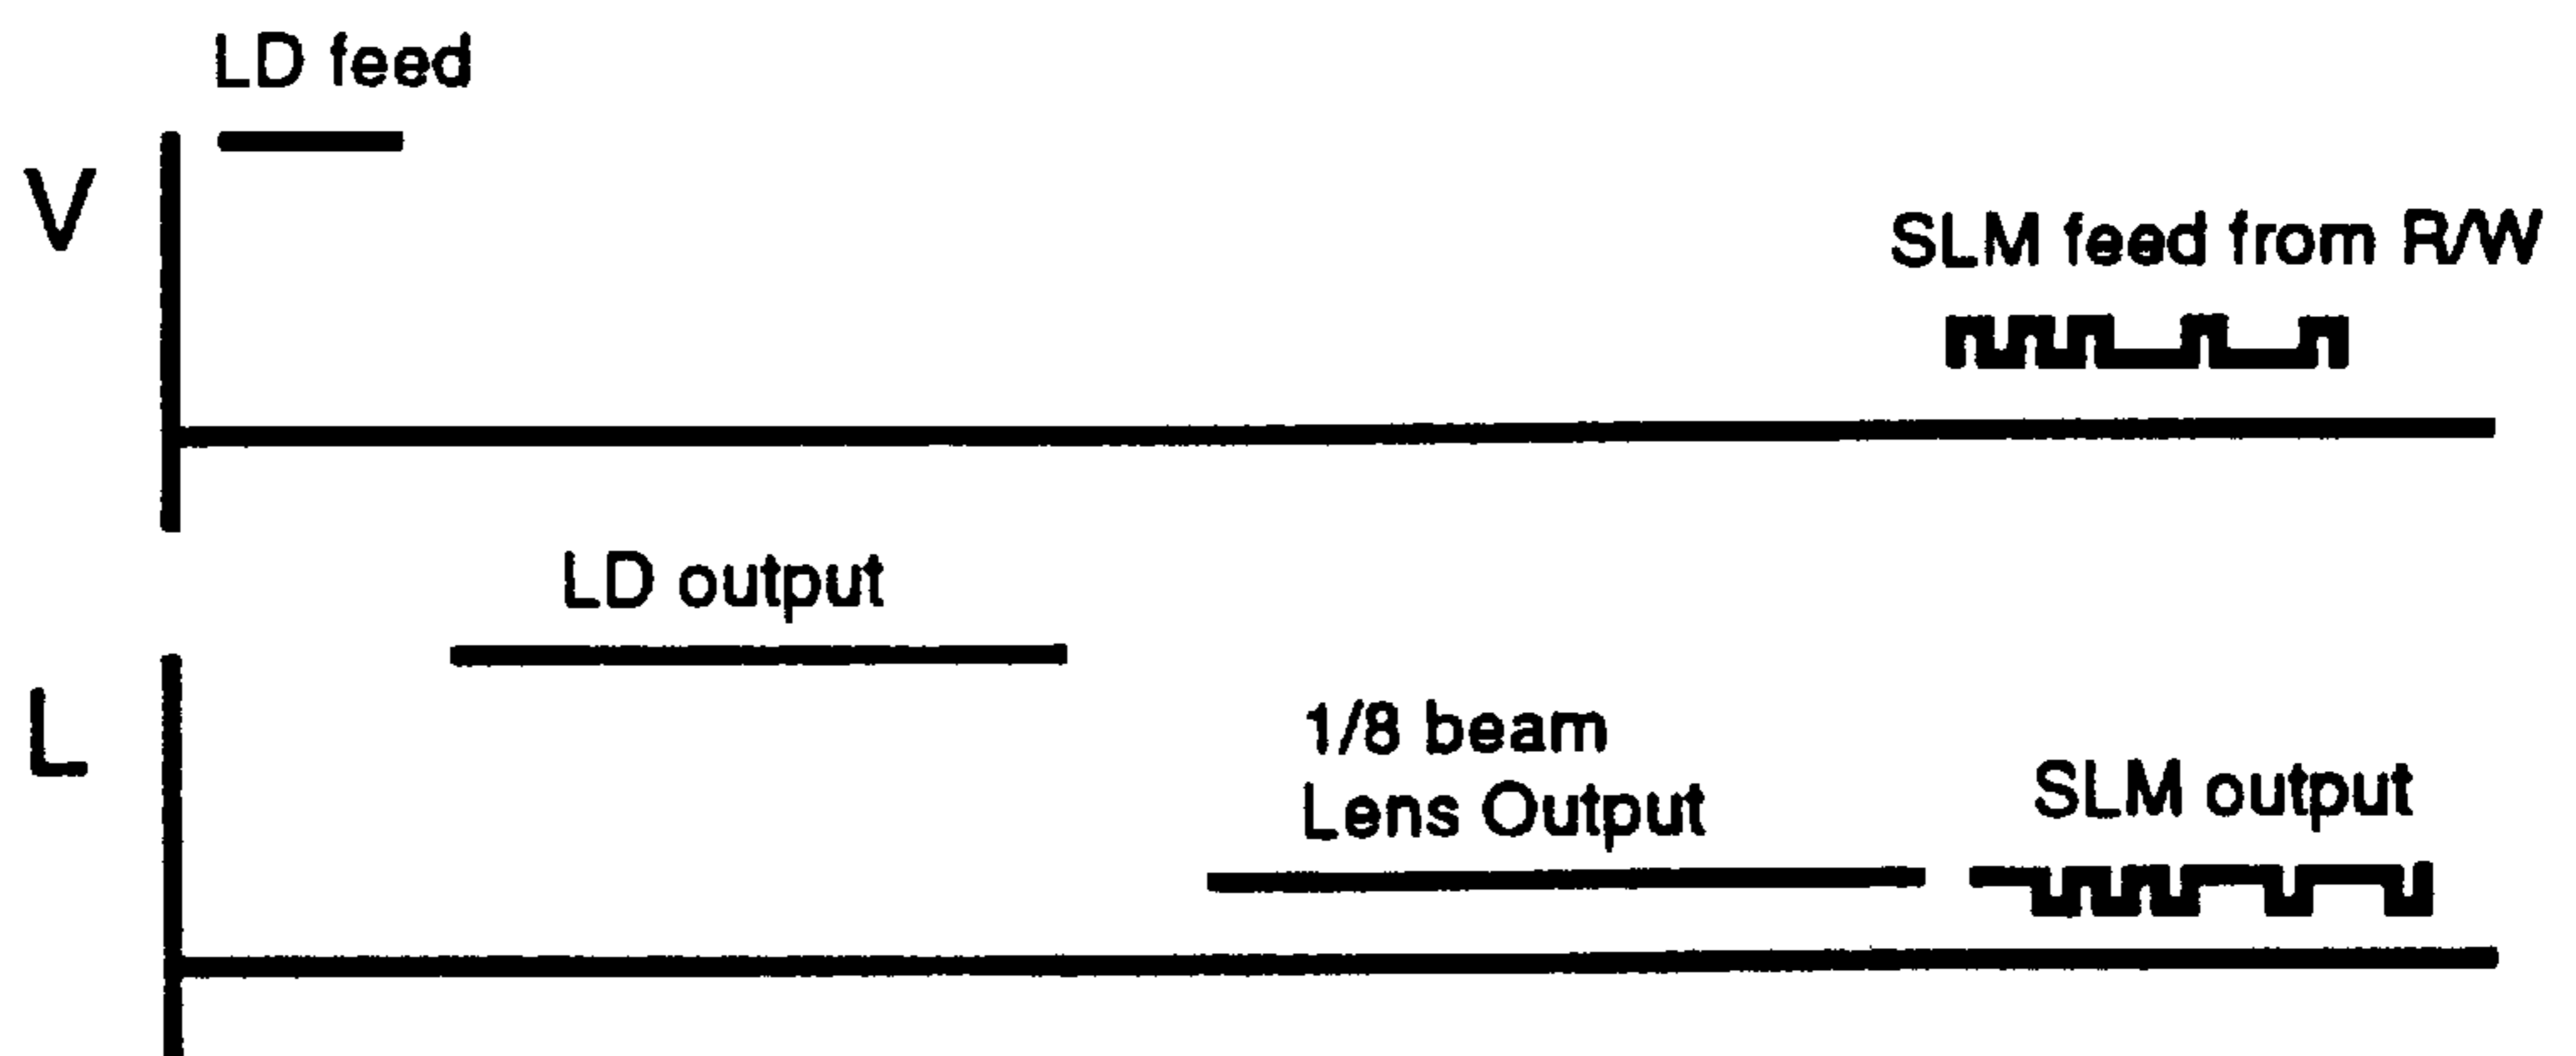 LD feed
V
SLM feed from R/W
LD output
L
1/8 beam
Lens Output
SLM output